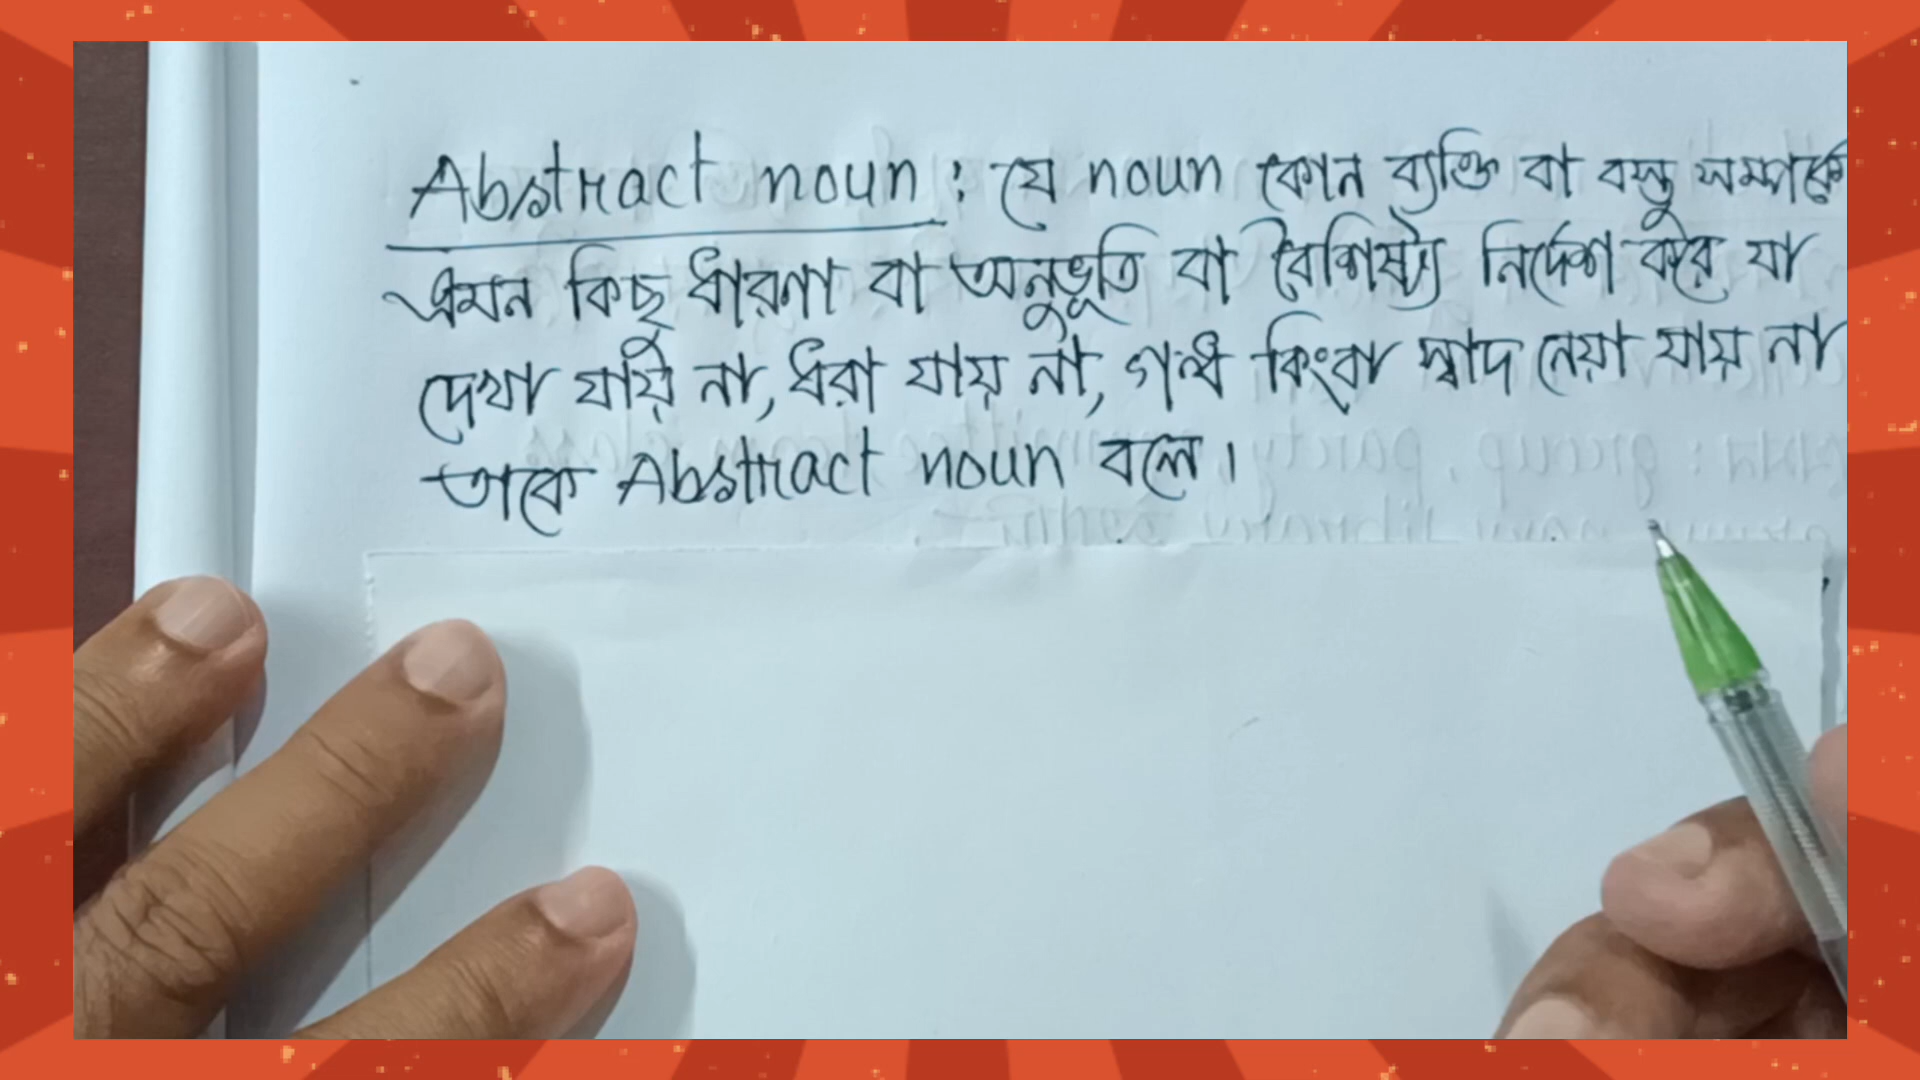 Abstract noun : যে noun কোন ব্যক্তি বা বস্তু সম্পর্কে
এমন কিছু ধারণা বা অনুভূতি বা বৈশিষ্ট্য নির্দেশ করে যা
দেখা যায় না, ধরা যায় না, গন্ধ কিংবা স্বাদ নেয়া যায় না
তাকে Abstract noun বলে।